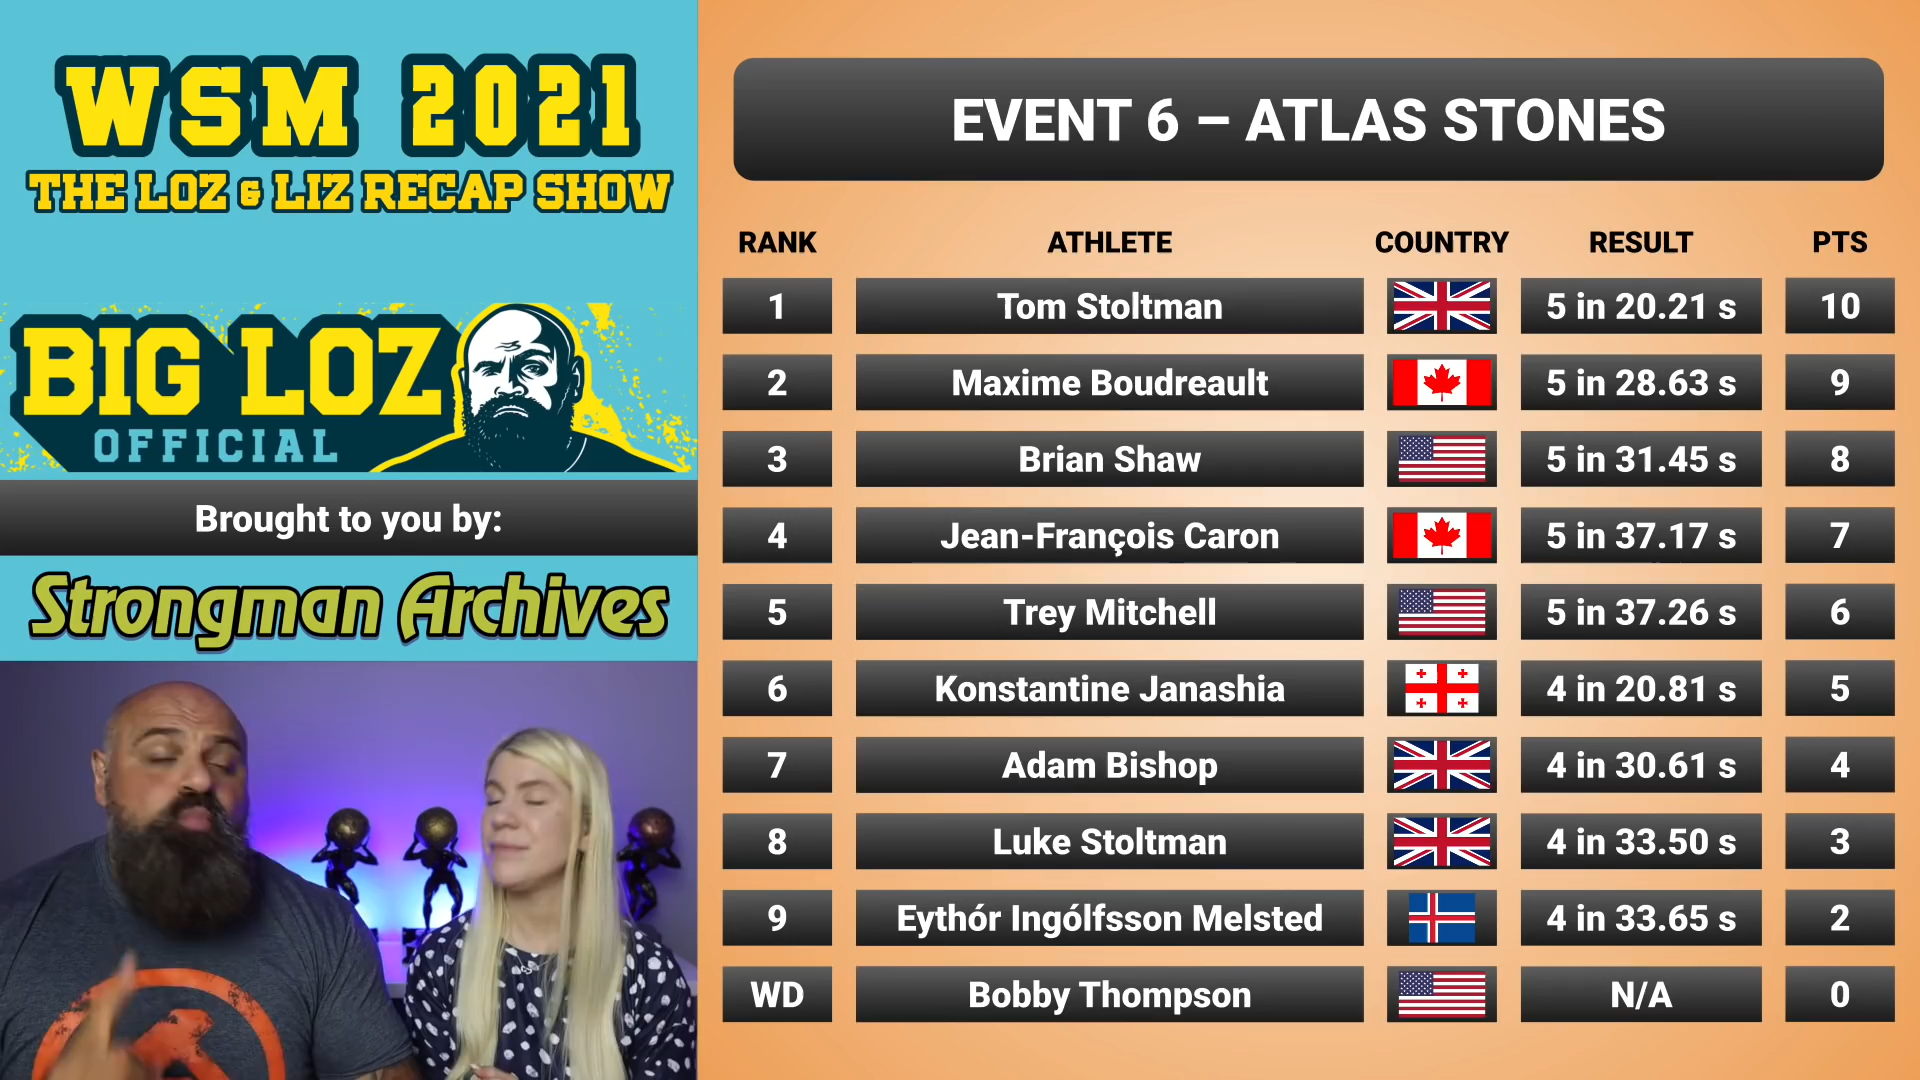 WSM 2021
THE LOZ & LIZ RECAP SHOW
BIG LOZ
OFFICIAL
Brought to you by:
Strongman Archives
EVENT 6 – ATLAS STONES
RANK ATHLETE COUNTRY RESULT PTS
1 Tom Stoltman 5 in 20.21 s 10
2 Maxime Boudreault 5 in 28.63 s 9
3 Brian Shaw 5 in 31.45 s 8
4 Jean-François Caron 5 in 37.17 s 7
5 Trey Mitchell 5 in 37.26 s 6
6 Konstantine Janashia 4 in 20.81 s 5
7 Adam Bishop 4 in 30.61 s 4
8 Luke Stoltman 4 in 33.50 s 3
9 Eythór Ingólfsson Melsted 4 in 33.65 s 2
WD Bobby Thompson N/A 0